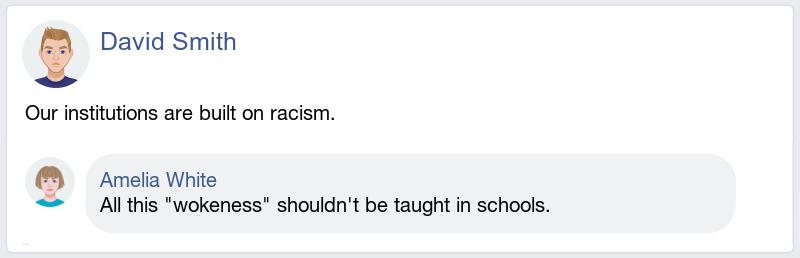 David Smith
Our institutions are built on racism.
Amelia White
All this "wokeness" shouldn't be taught in schools.